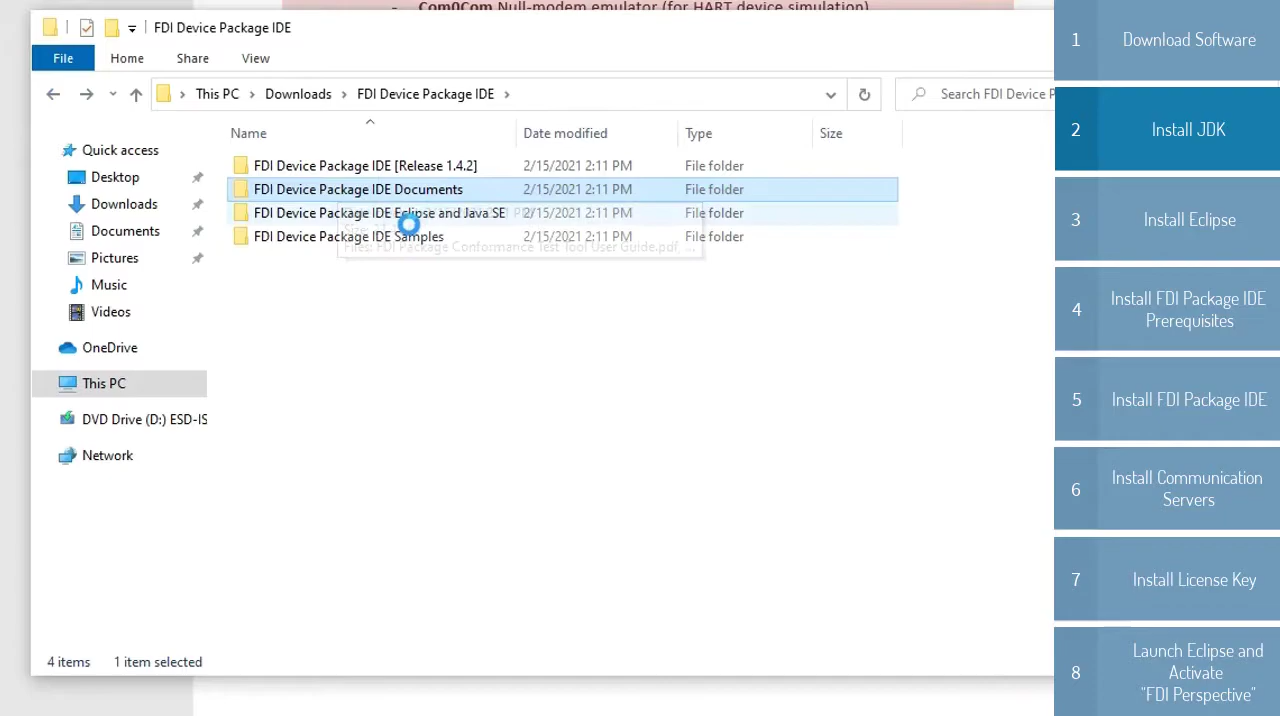 Com0Com Null-modem emulator (for HART device simulation)
FDI Device Package IDE
File Home Share View
This PC > Downloads > FDI Device Package IDE >
Search FDI Device P
Name Date modified Type Size
FDI Device Package IDE [Release 1.4.2] 2/15/2021 2:11 PM File folder
FDI Device Package IDE Documents 2/15/2021 2:11 PM File folder
FDI Device Package IDE Eclipse and Java SE 2/15/2021 2:11 PM File folder
FDI Device Package IDE Samples 2/15/2021 2:11 PM File folder
Files: FDI Package Conformance Test Tool User Guide.pdf, ...
Quick access
Desktop
Downloads
Documents
Pictures
Music
Videos
OneDrive
This PC
DVD Drive (D:) ESD-IS
Network
4 items 1 item selected
1 Download Software
2 Install JDK
3 Install Eclipse
4 Install FDI Package IDE
Prerequisites
5 Install FDI Package IDE
6 Install Communication
Servers
7 Install License Key
8 Launch Eclipse and
Activate
"FDI Perspective"